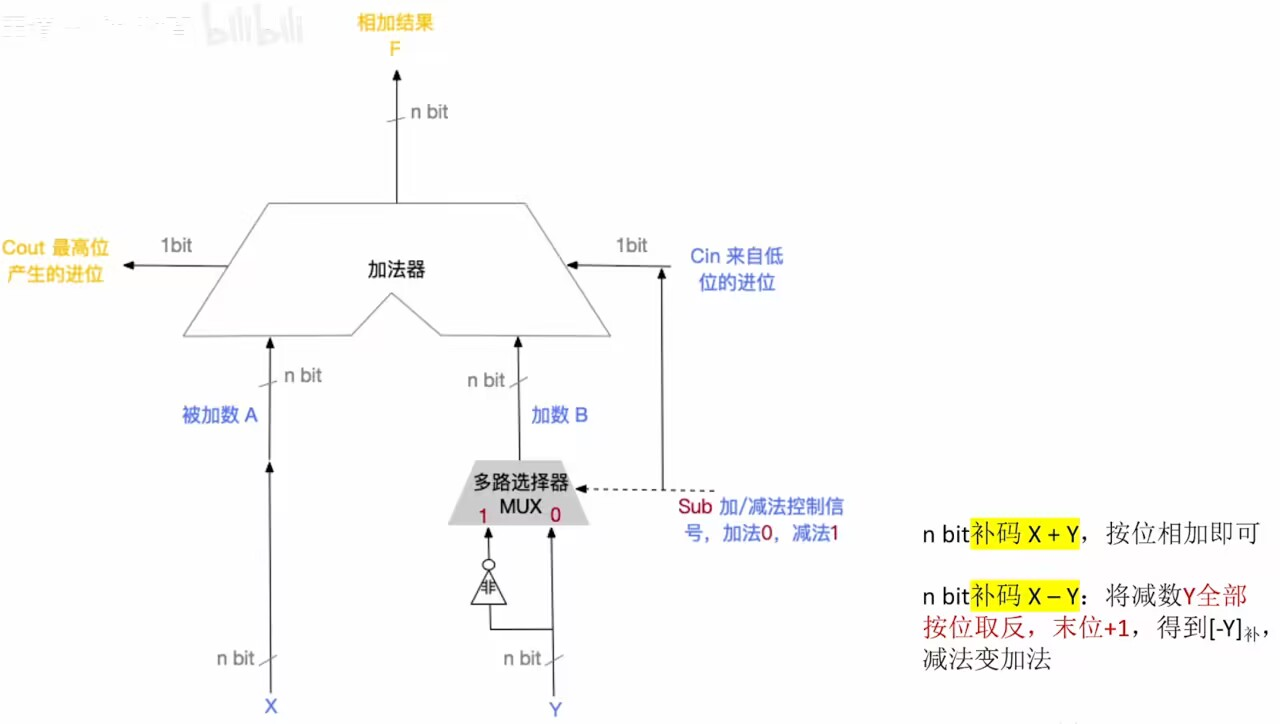 bilibili
相加结果
F
n bit
Cout 最高位
产生的进位
1bit
加法器
1bit
Cin 来自低
位的进位
n bit
n bit
被加数 A
加数 B
多路选择器
MUX
1
0
Sub 加/减法控制信
号，加法0，减法1
非
n bit
n bit
X
Y
n bit补码 X + Y，按位相加即可
n bit补码 X – Y：将减数Y全部
按位取反，末位+1，得到[-Y]补，
减法变加法